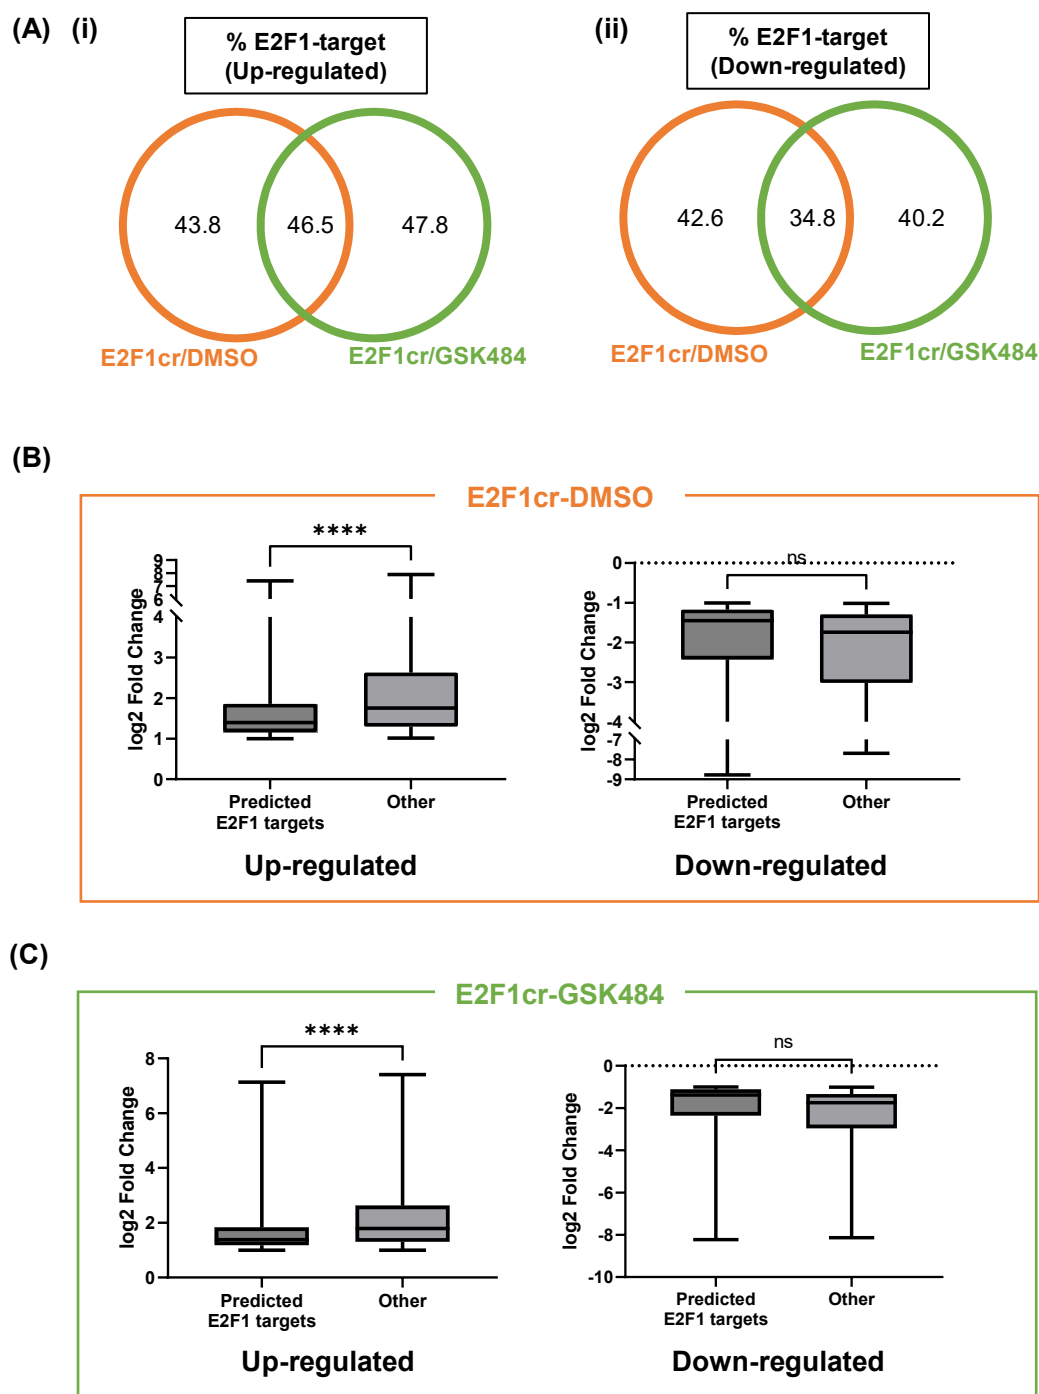 (A) (i)
% E2F1-target
(Up-regulated)
43.8 46.5 47.8
E2F1cr/DMSO E2F1cr/GSK484
(ii)
% E2F1-target
(Down-regulated)
42.6 34.8 40.2
E2F1cr/DMSO E2F1cr/GSK484
(B)
E2F1cr-DMSO
****
log2 Fold Change
9
8
7
6
4
3
2
1
0
Predicted
E2F1 targets
Other
Up-regulated
ns
log2 Fold Change
0
-1
-2
-3
-4
-7
-8
-9
Predicted
E2F1 targets
Other
Down-regulated
(C)
E2F1cr-GSK484
****
log2 Fold Change
8
6
4
2
0
Predicted
E2F1 targets
Other
Up-regulated
ns
log2 Fold Change
0
-2
-4
-6
-8
-10
Predicted
E2F1 targets
Other
Down-regulated